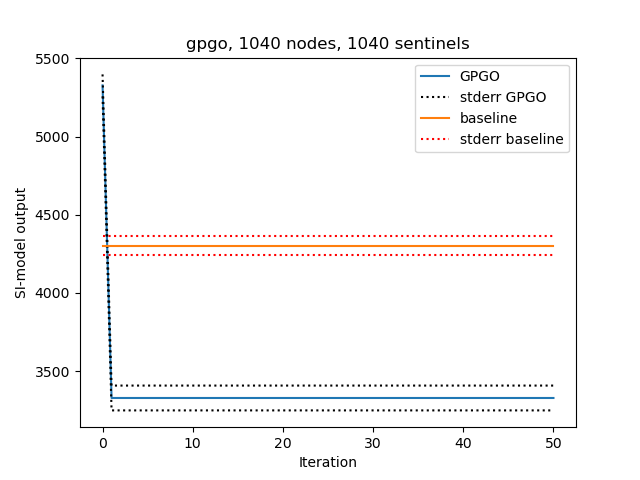 gpgo, 1040 nodes, 1040 sentinels
5500
5000
4500
4000
3500
SI-model output
GPGO
stderr GPGO
baseline
stderr baseline
0
10
20
30
40
50
Iteration